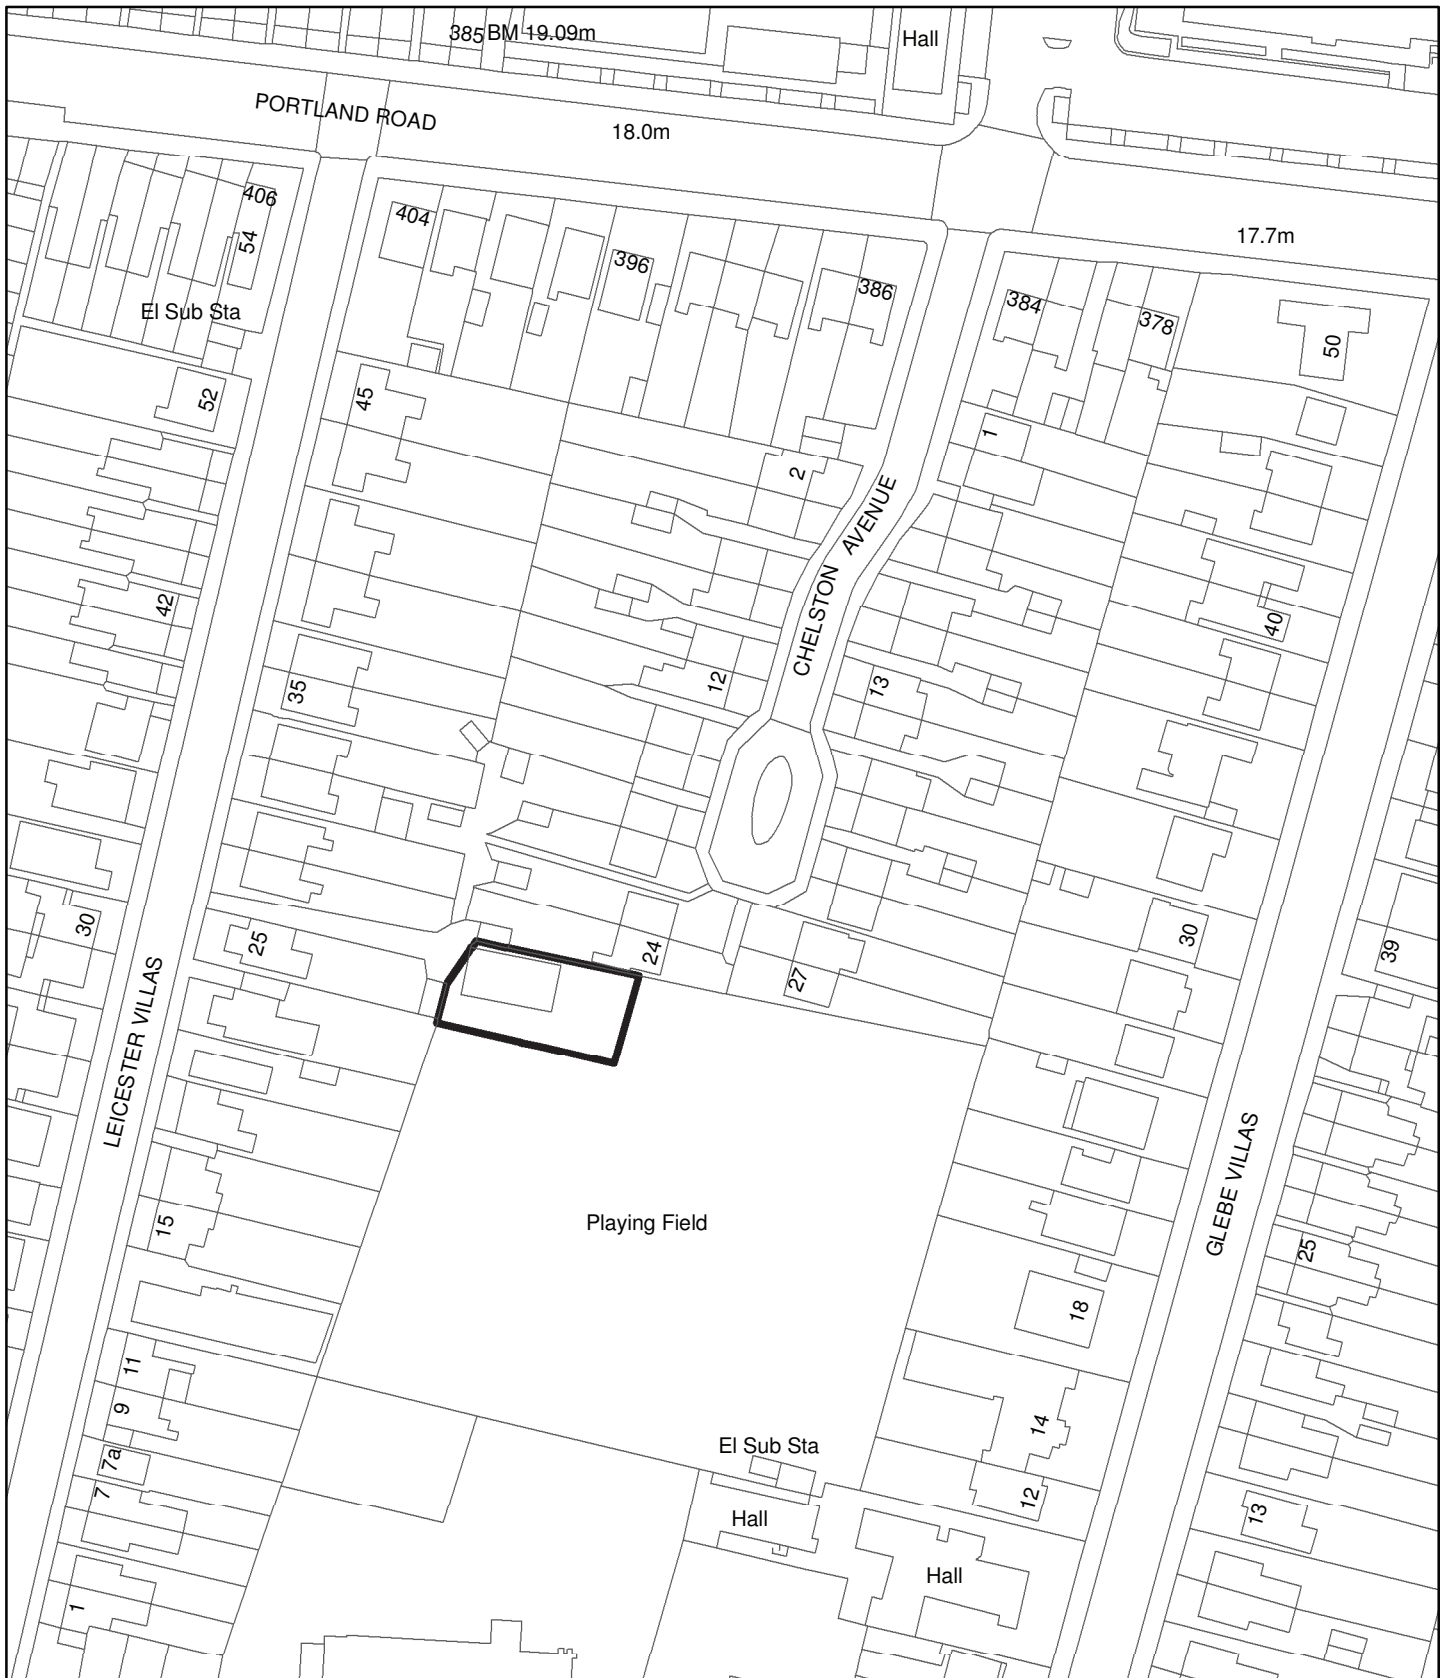 385 BM 19.09m
Hall
PORTLAND ROAD
18.0m
406
54
404
396
386
17.7m
384
378
50
El Sub Sta
52
45
1
2
CHELSTON AVENUE
42
40
35
12
13
30
25
24
27
30
39
LEICESTER VILLAS
GLEBE VILLAS
15
Playing Field
25
18
11
9
14
7a
El Sub Sta
7
12
13
Hall
Hall
1